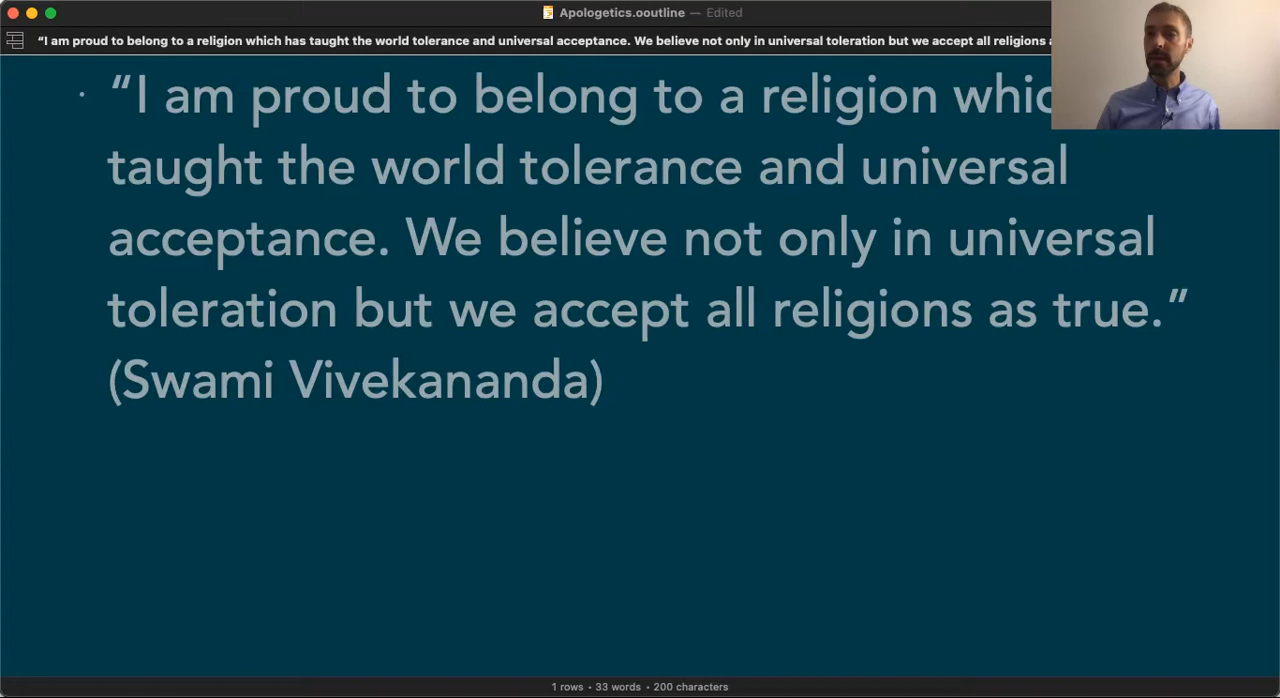 Apologetics.ooutline — Edited
“I am proud to belong to a religion which has taught the world tolerance and universal acceptance. We believe not only in universal toleration but we accept all religions a
“I am proud to belong to a religion whic
taught the world tolerance and universal
acceptance. We believe not only in universal
toleration but we accept all religions as true.”
(Swami Vivekananda)
1 rows • 33 words • 200 characters